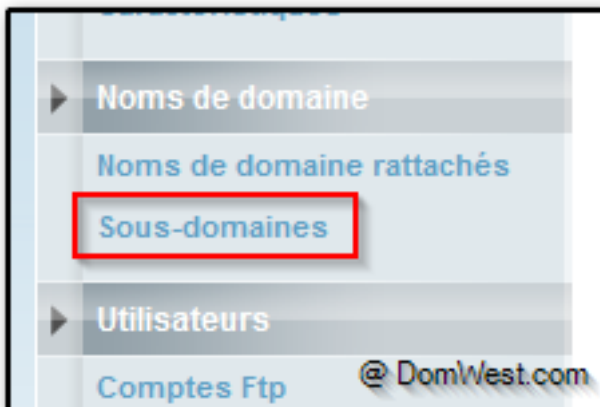 Noms de domaine
Noms de domaine rattachés
Sous-domaines
Utilisateurs
Comptes Ftp
@ DomWest.com